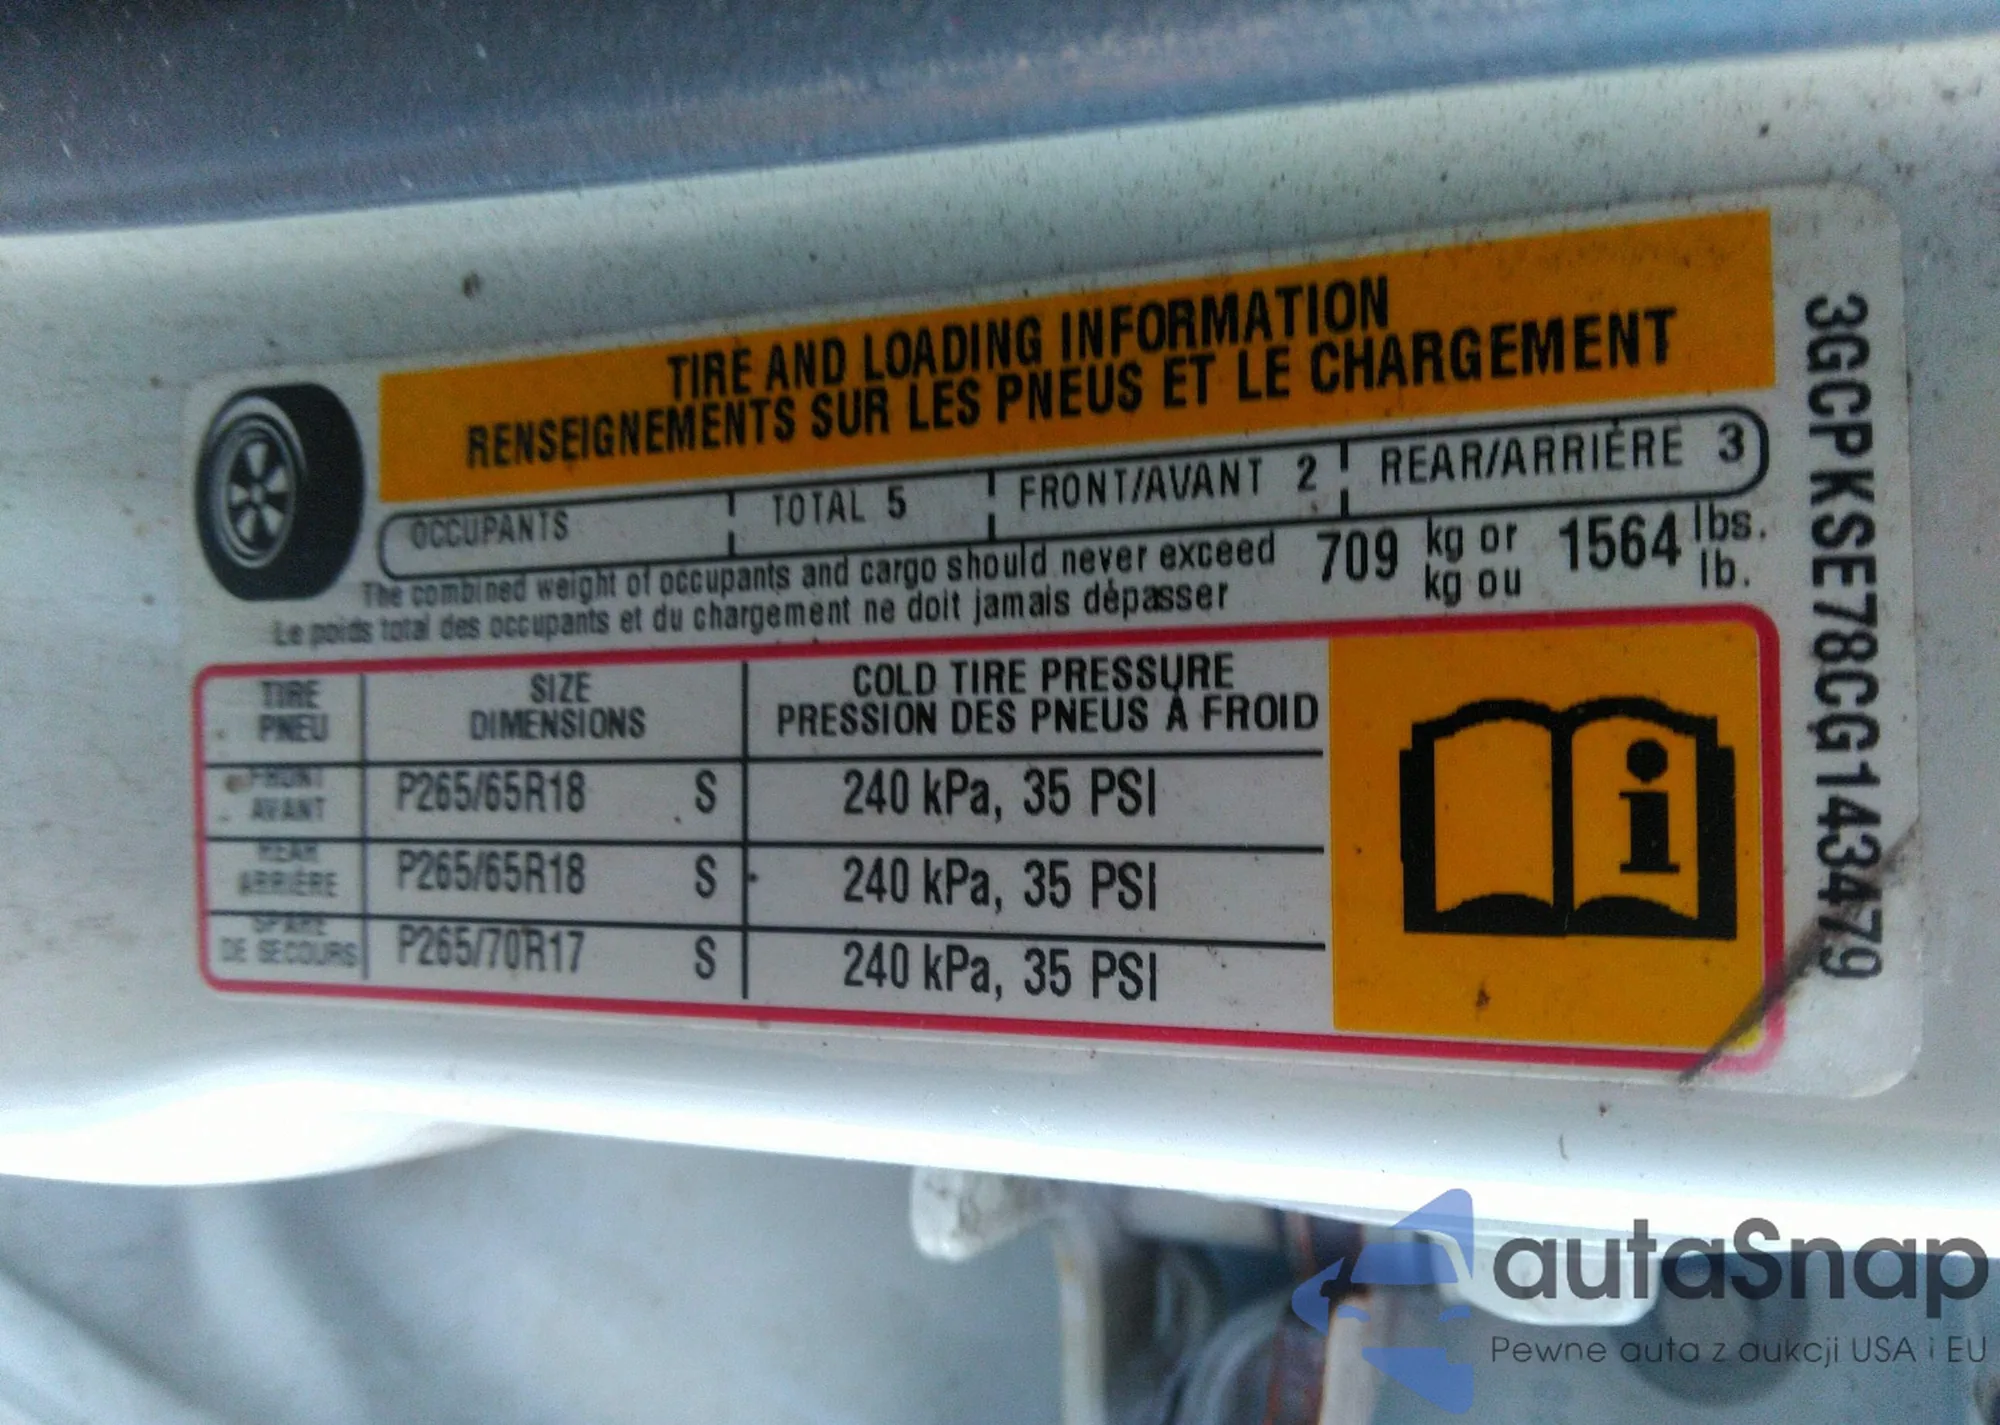 TIRE AND LOADING INFORMATION
RENSEIGNEMENTS SUR LES PNEUS ET LE CHARGEMENT
OCCUPANTS TOTAL 5 FRONT/AVANT 2 REAR/ARRIÈRE 3
The combined weight of occupants and cargo should never exceed 709 kg or 1564 lbs.
Le poids total des occupants et du chargement ne doit jamais dépasser kg ou lb.
TIRE SIZE COLD TIRE PRESSURE
PNEU DIMENSIONS PRESSION DES PNEUS À FROID
FRONT
AVANT P265/65R18 S 240 kPa, 35 PSI
REAR
ARRIÈRE P265/65R18 S 240 kPa, 35 PSI
SPARE
DE SECOURS P265/70R17 S 240 kPa, 35 PSI
3GCPKSE78CG143479
autaSnap
Pewne auta z aukcji USA i EU